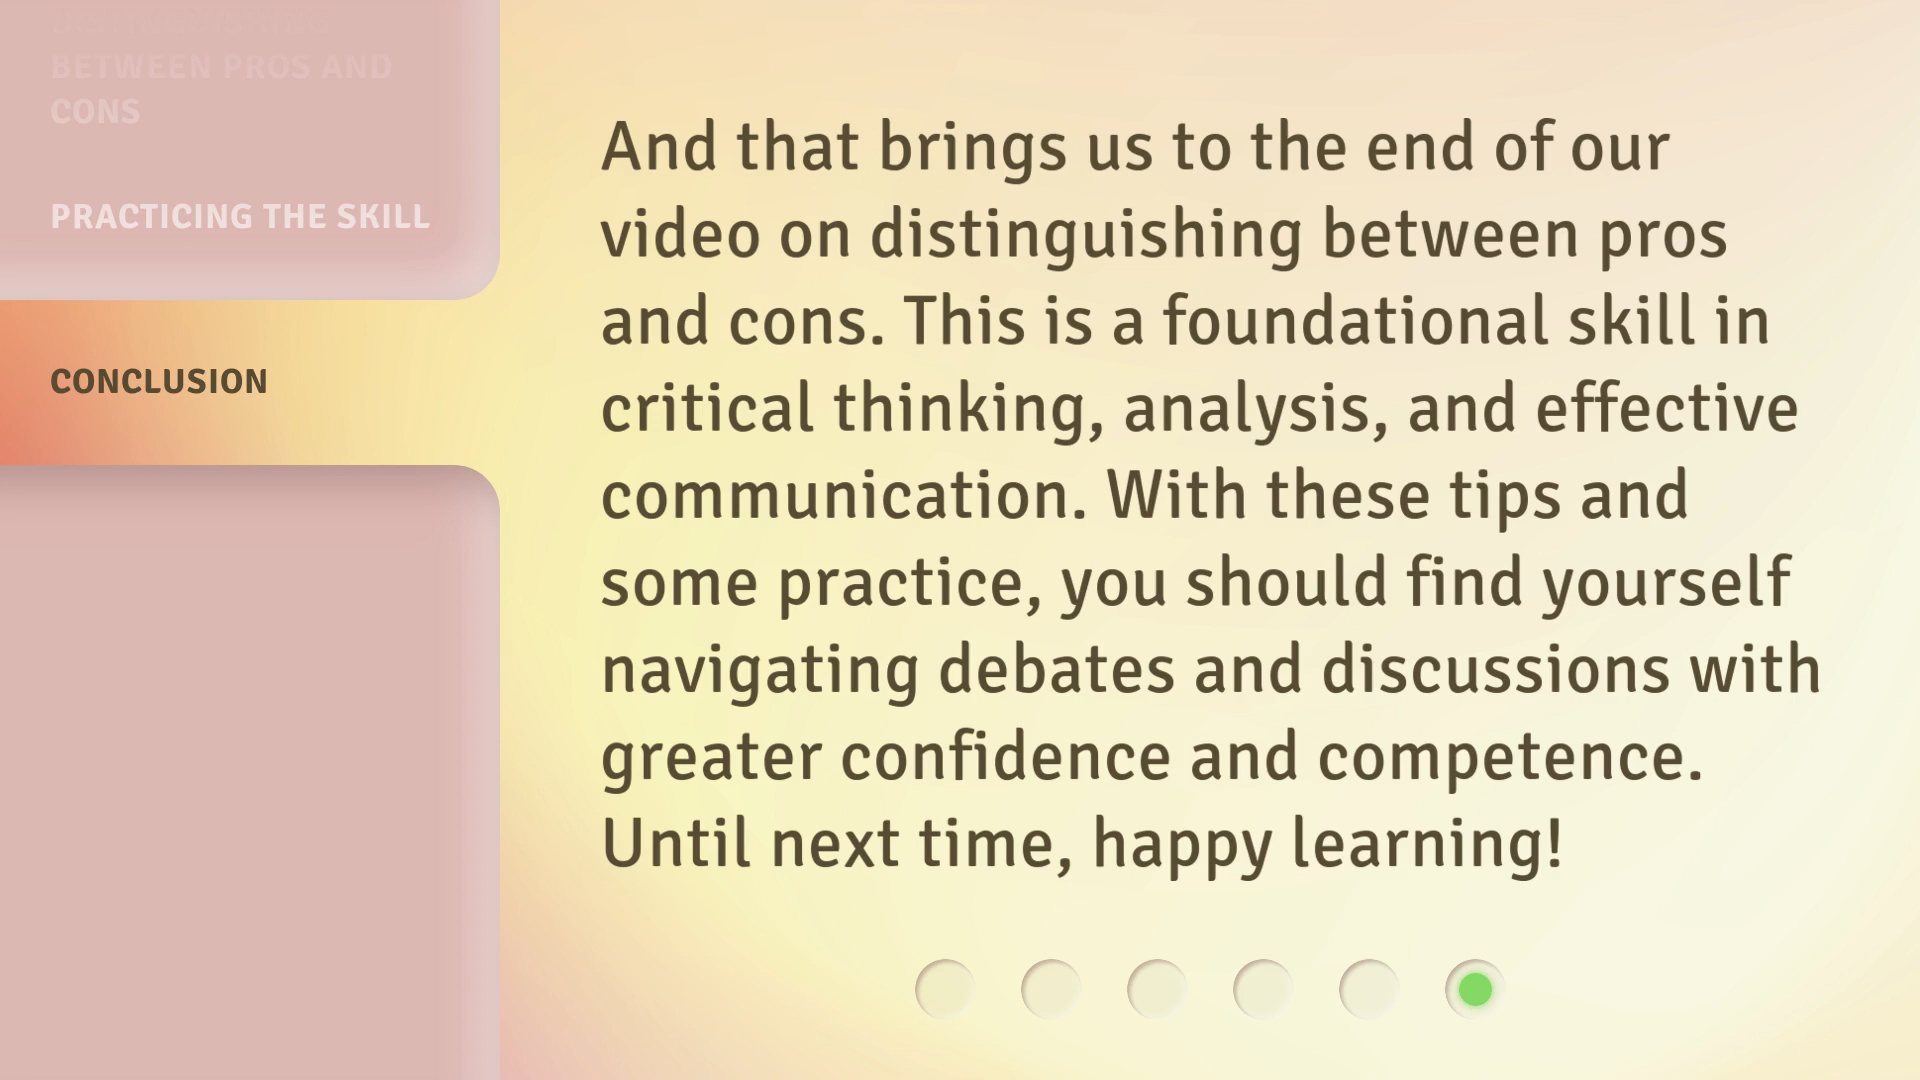 BETWEEN PROS AND
CONS
PRACTICING THE SKILL
CONCLUSION
And that brings us to the end of our
video on distinguishing between pros
and cons. This is a foundational skill in
critical thinking, analysis, and effective
communication. With these tips and
some practice, you should find yourself
navigating debates and discussions with
greater confidence and competence.
Until next time, happy learning!